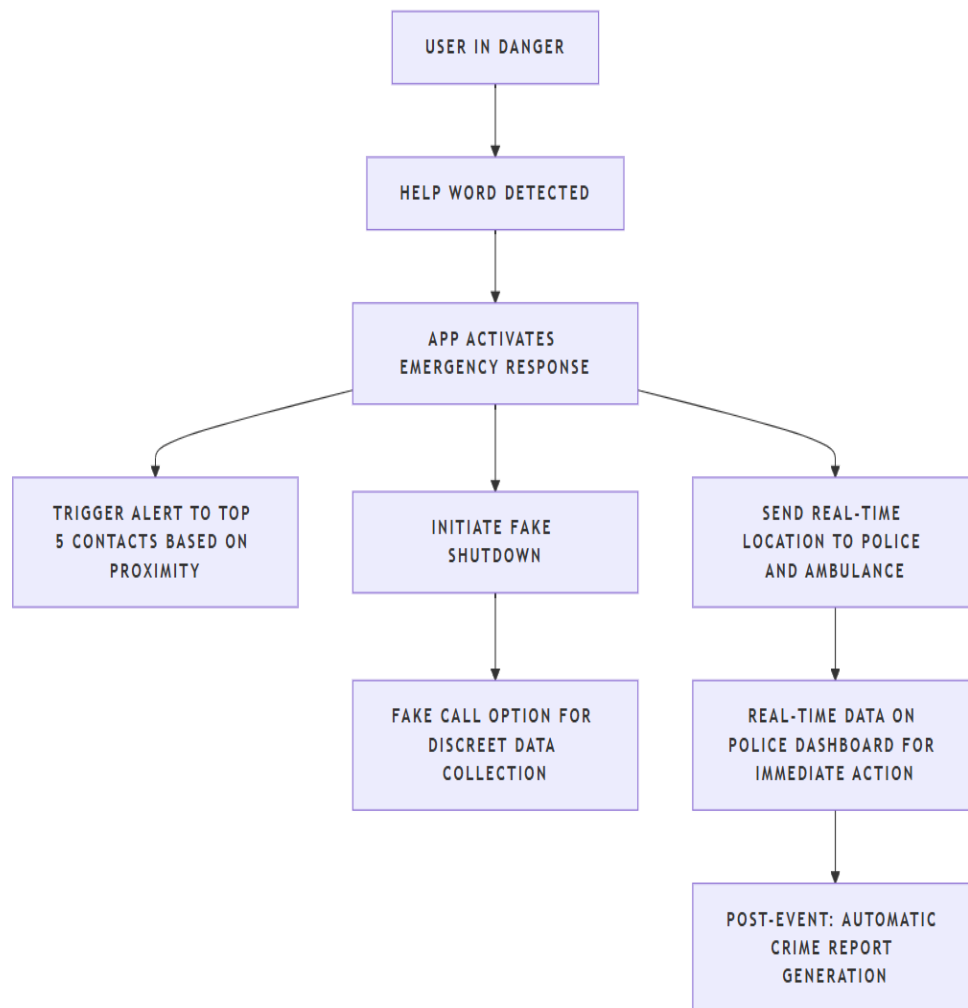 USER IN DANGER
HELP WORD DETECTED
APP ACTIVATES
EMERGENCY RESPONSE
TRIGGER ALERT TO TOP
5 CONTACTS BASED ON
PROXIMITY
INITIATE FAKE
SHUTDOWN
SEND REAL-TIME
LOCATION TO POLICE
AND AMBULANCE
FAKE CALL OPTION FOR
DISCREET DATA
COLLECTION
REAL-TIME DATA ON
POLICE DASHBOARD FOR
IMMEDIATE ACTION
POST-EVENT: AUTOMATIC
CRIME REPORT
GENERATION